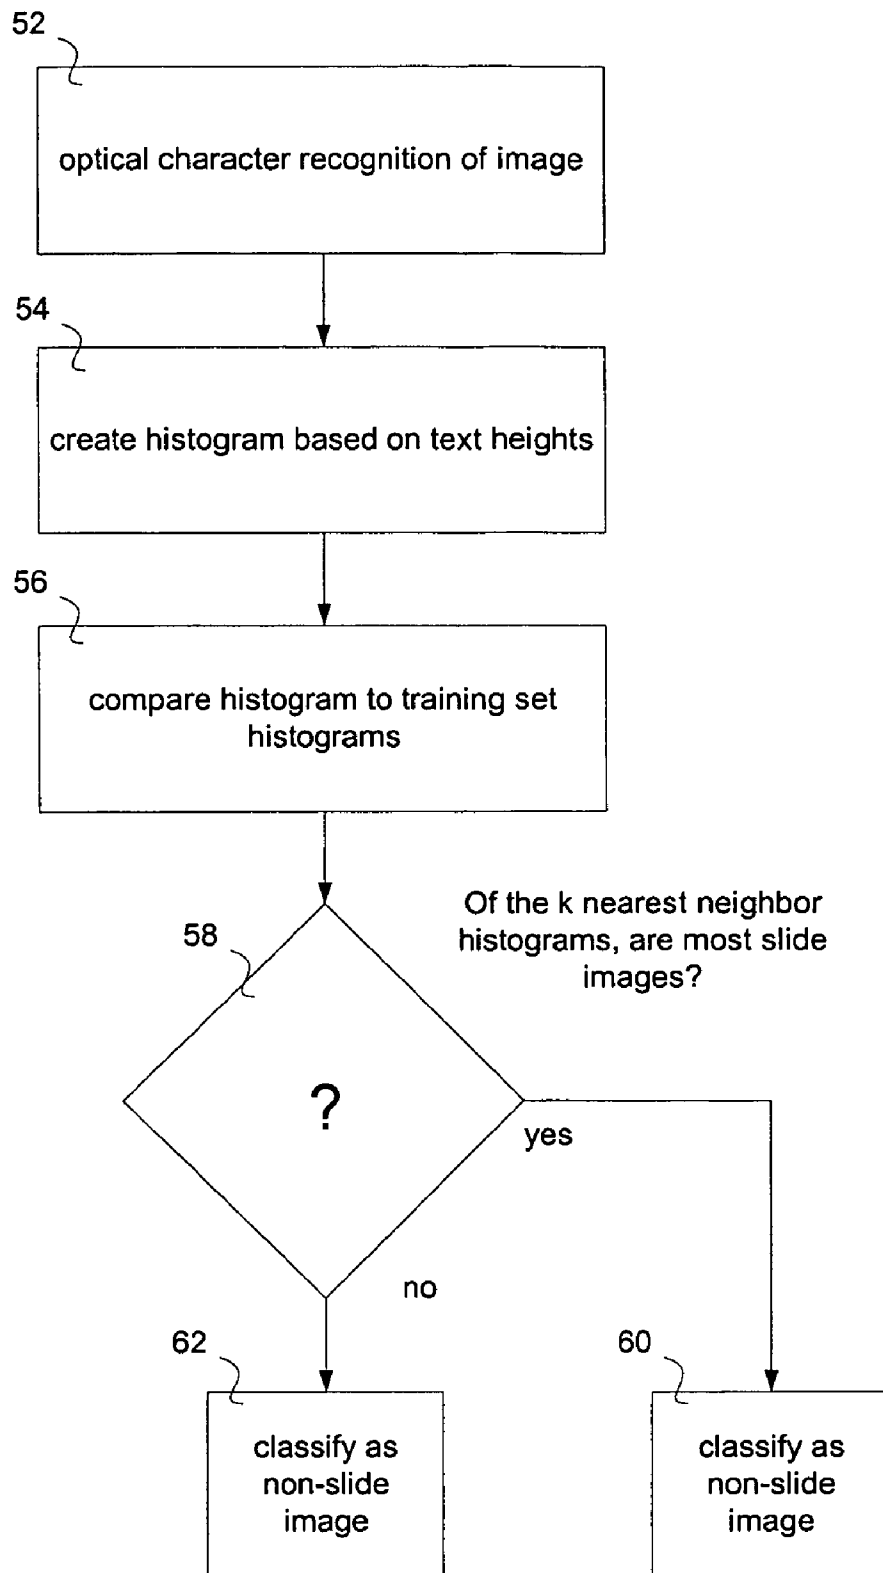 52
optical character recognition of image
54
create histogram based on text heights
56
compare histogram to training set
histograms
Of the k nearest neighbor
histograms, are most slide
images?
58
?
yes
no
62
classify as
non-slide
image
60
classify as
non-slide
image